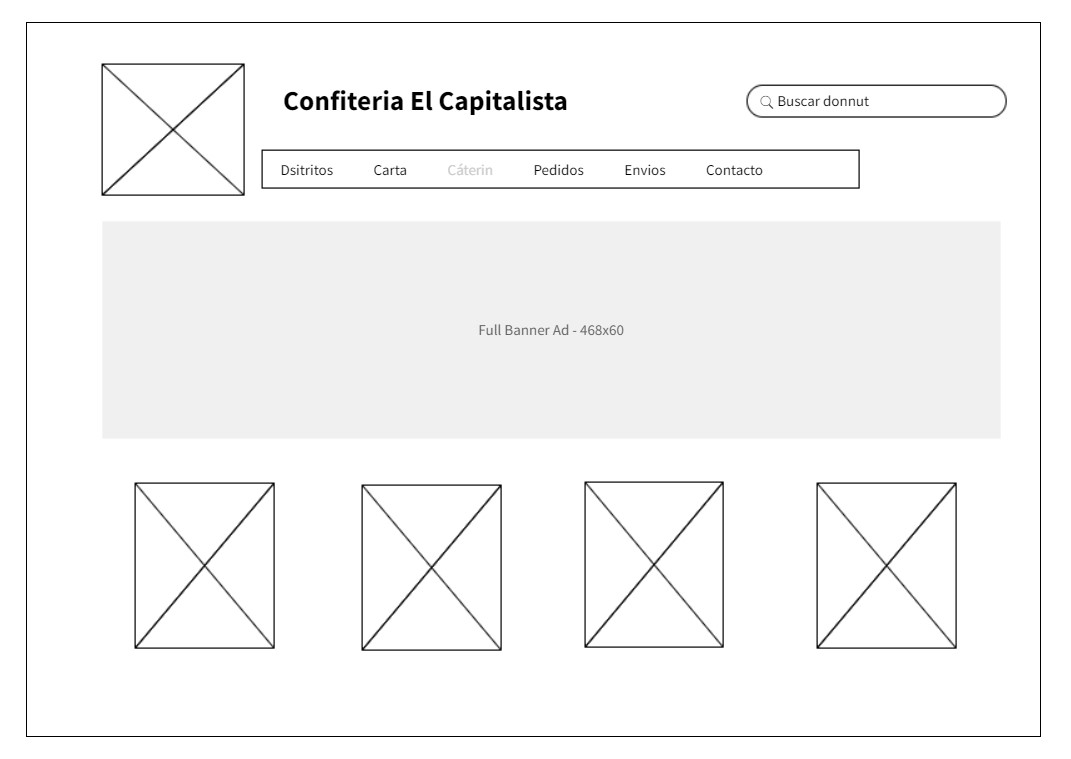 Confiteria El Capitalista
Buscar donnut
Dsitritos Carta Cáterin Pedidos Envios Contacto
Full Banner Ad - 468x60